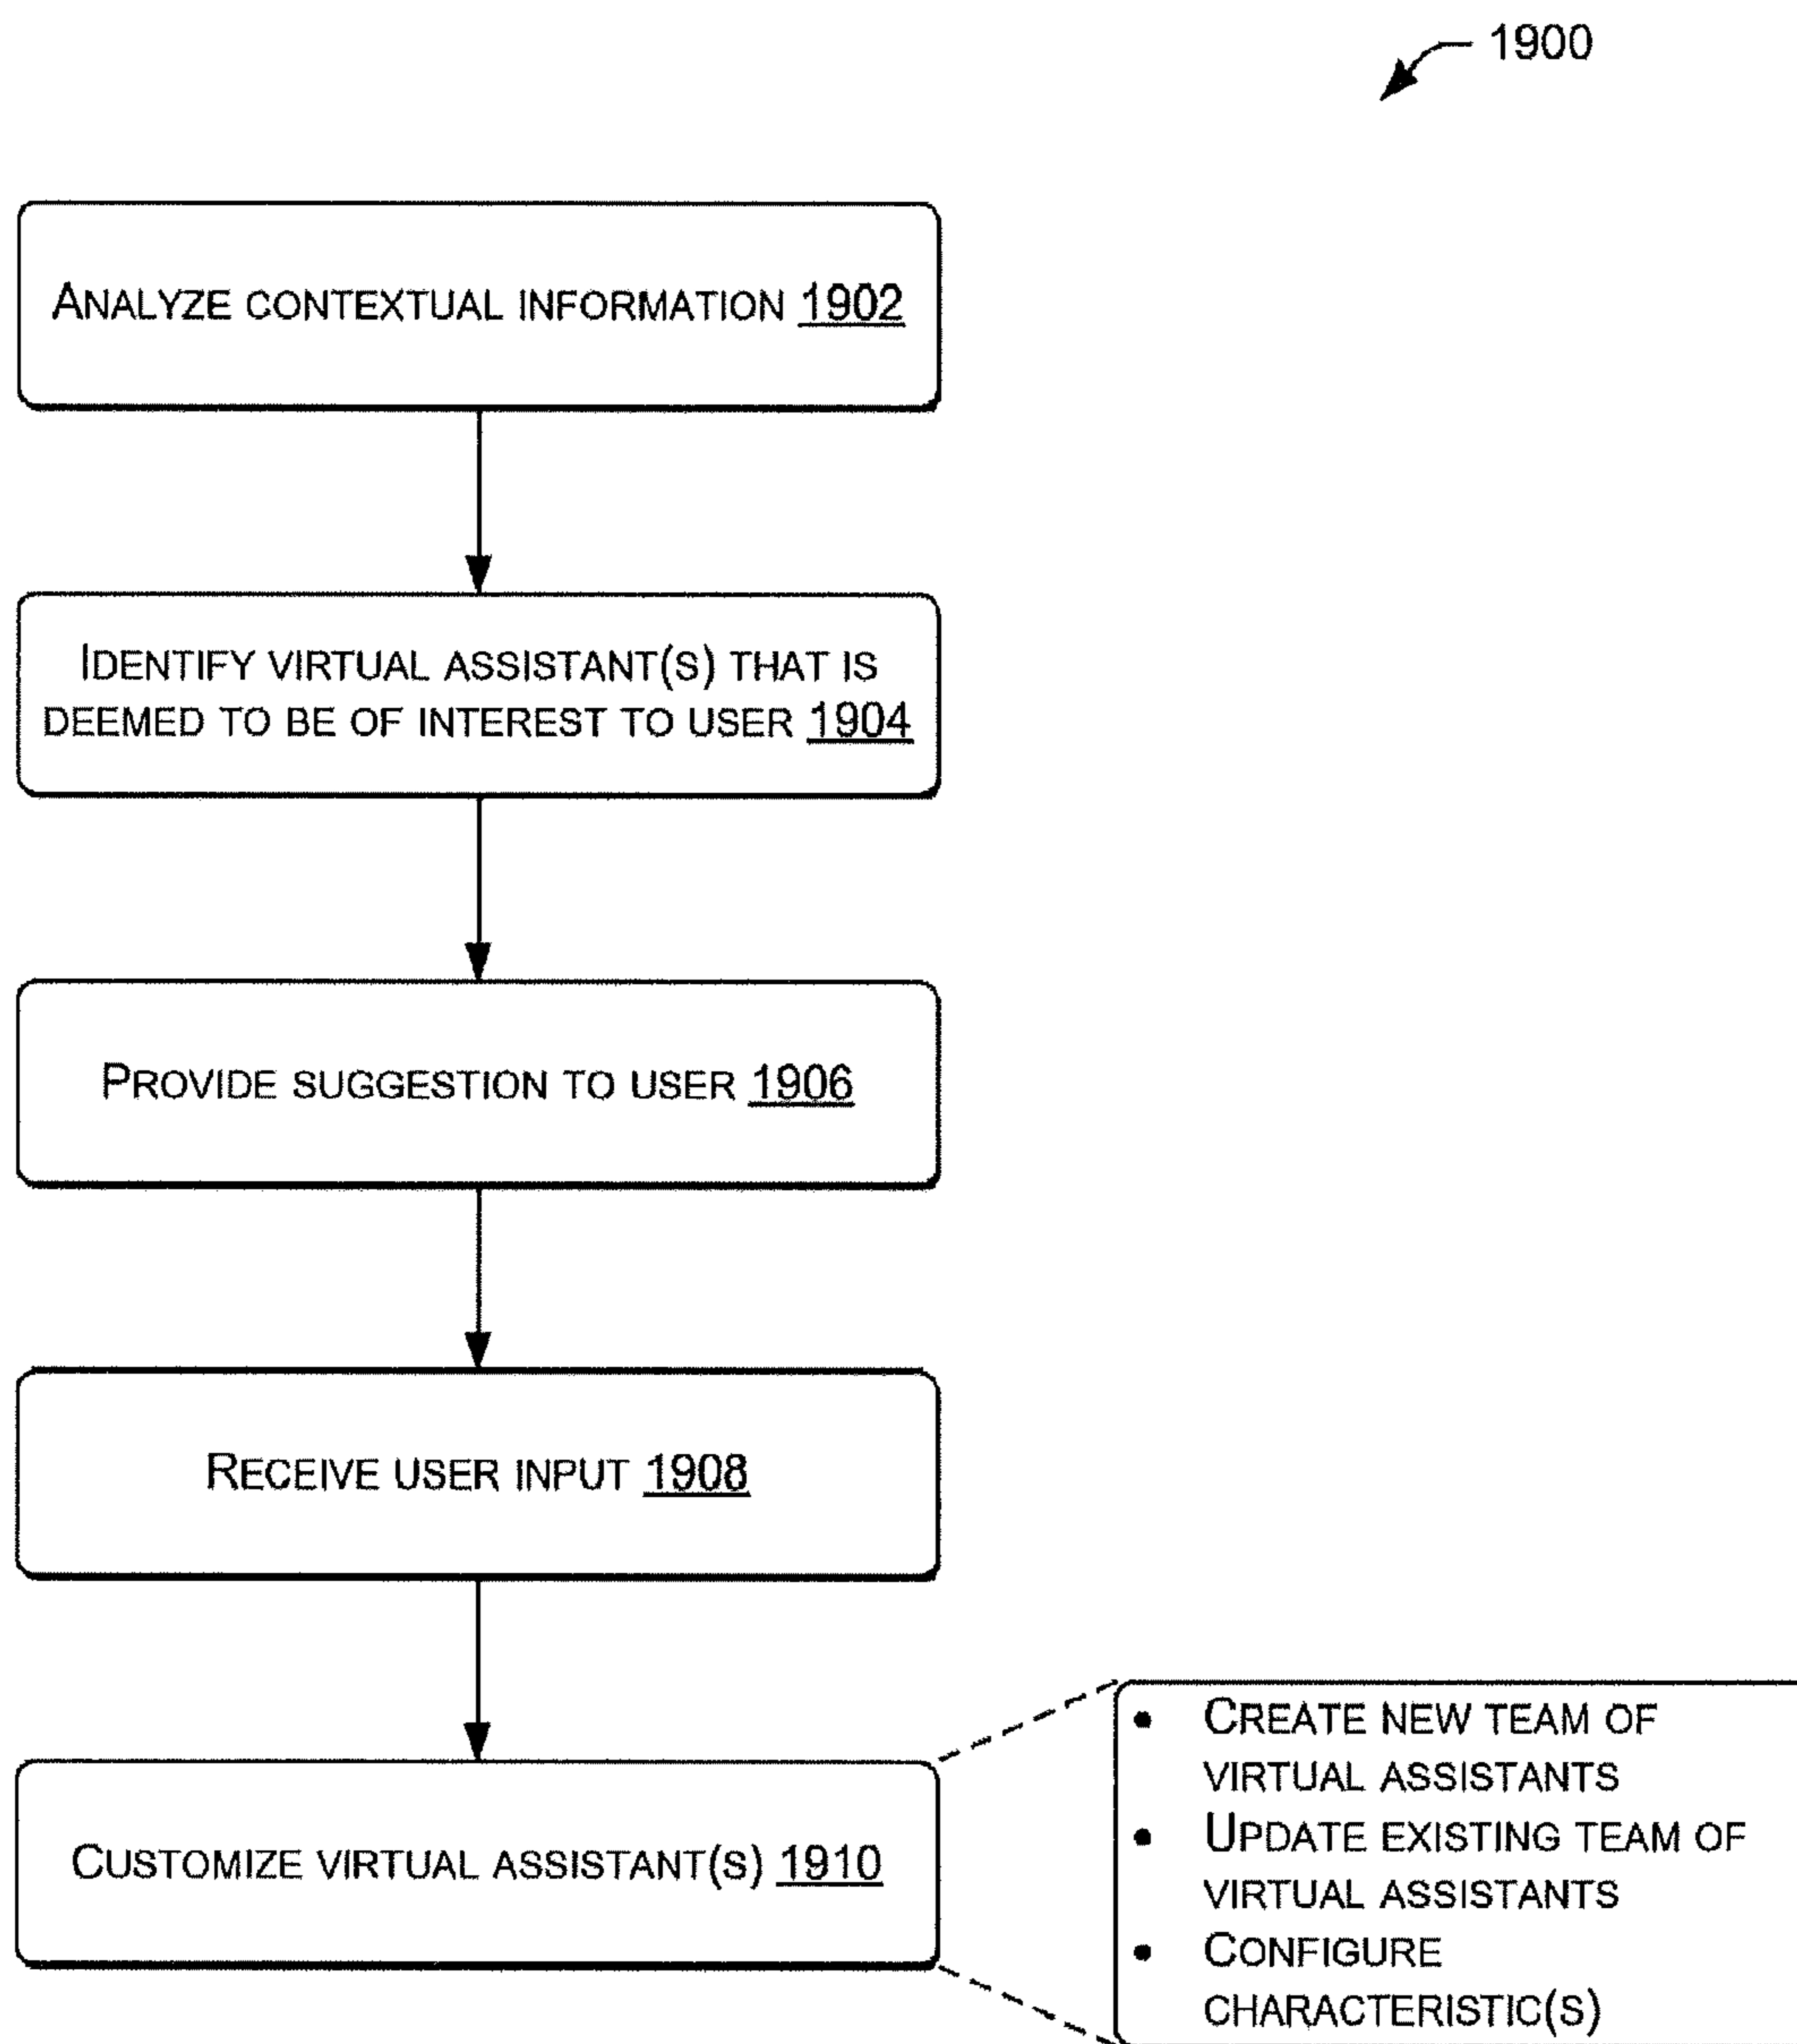 1900
ANALYZE CONTEXTUAL INFORMATION 1902
IDENTIFY VIRTUAL ASSISTANT(S) THAT IS
DEEMED TO BE OF INTEREST TO USER 1904
PROVIDE SUGGESTION TO USER 1906
RECEIVE USER INPUT 1908
CUSTOMIZE VIRTUAL ASSISTANT(S) 1910
• CREATE NEW TEAM OF
VIRTUAL ASSISTANTS
• UPDATE EXISTING TEAM OF
VIRTUAL ASSISTANTS
• CONFIGURE
CHARACTERISTIC(S)